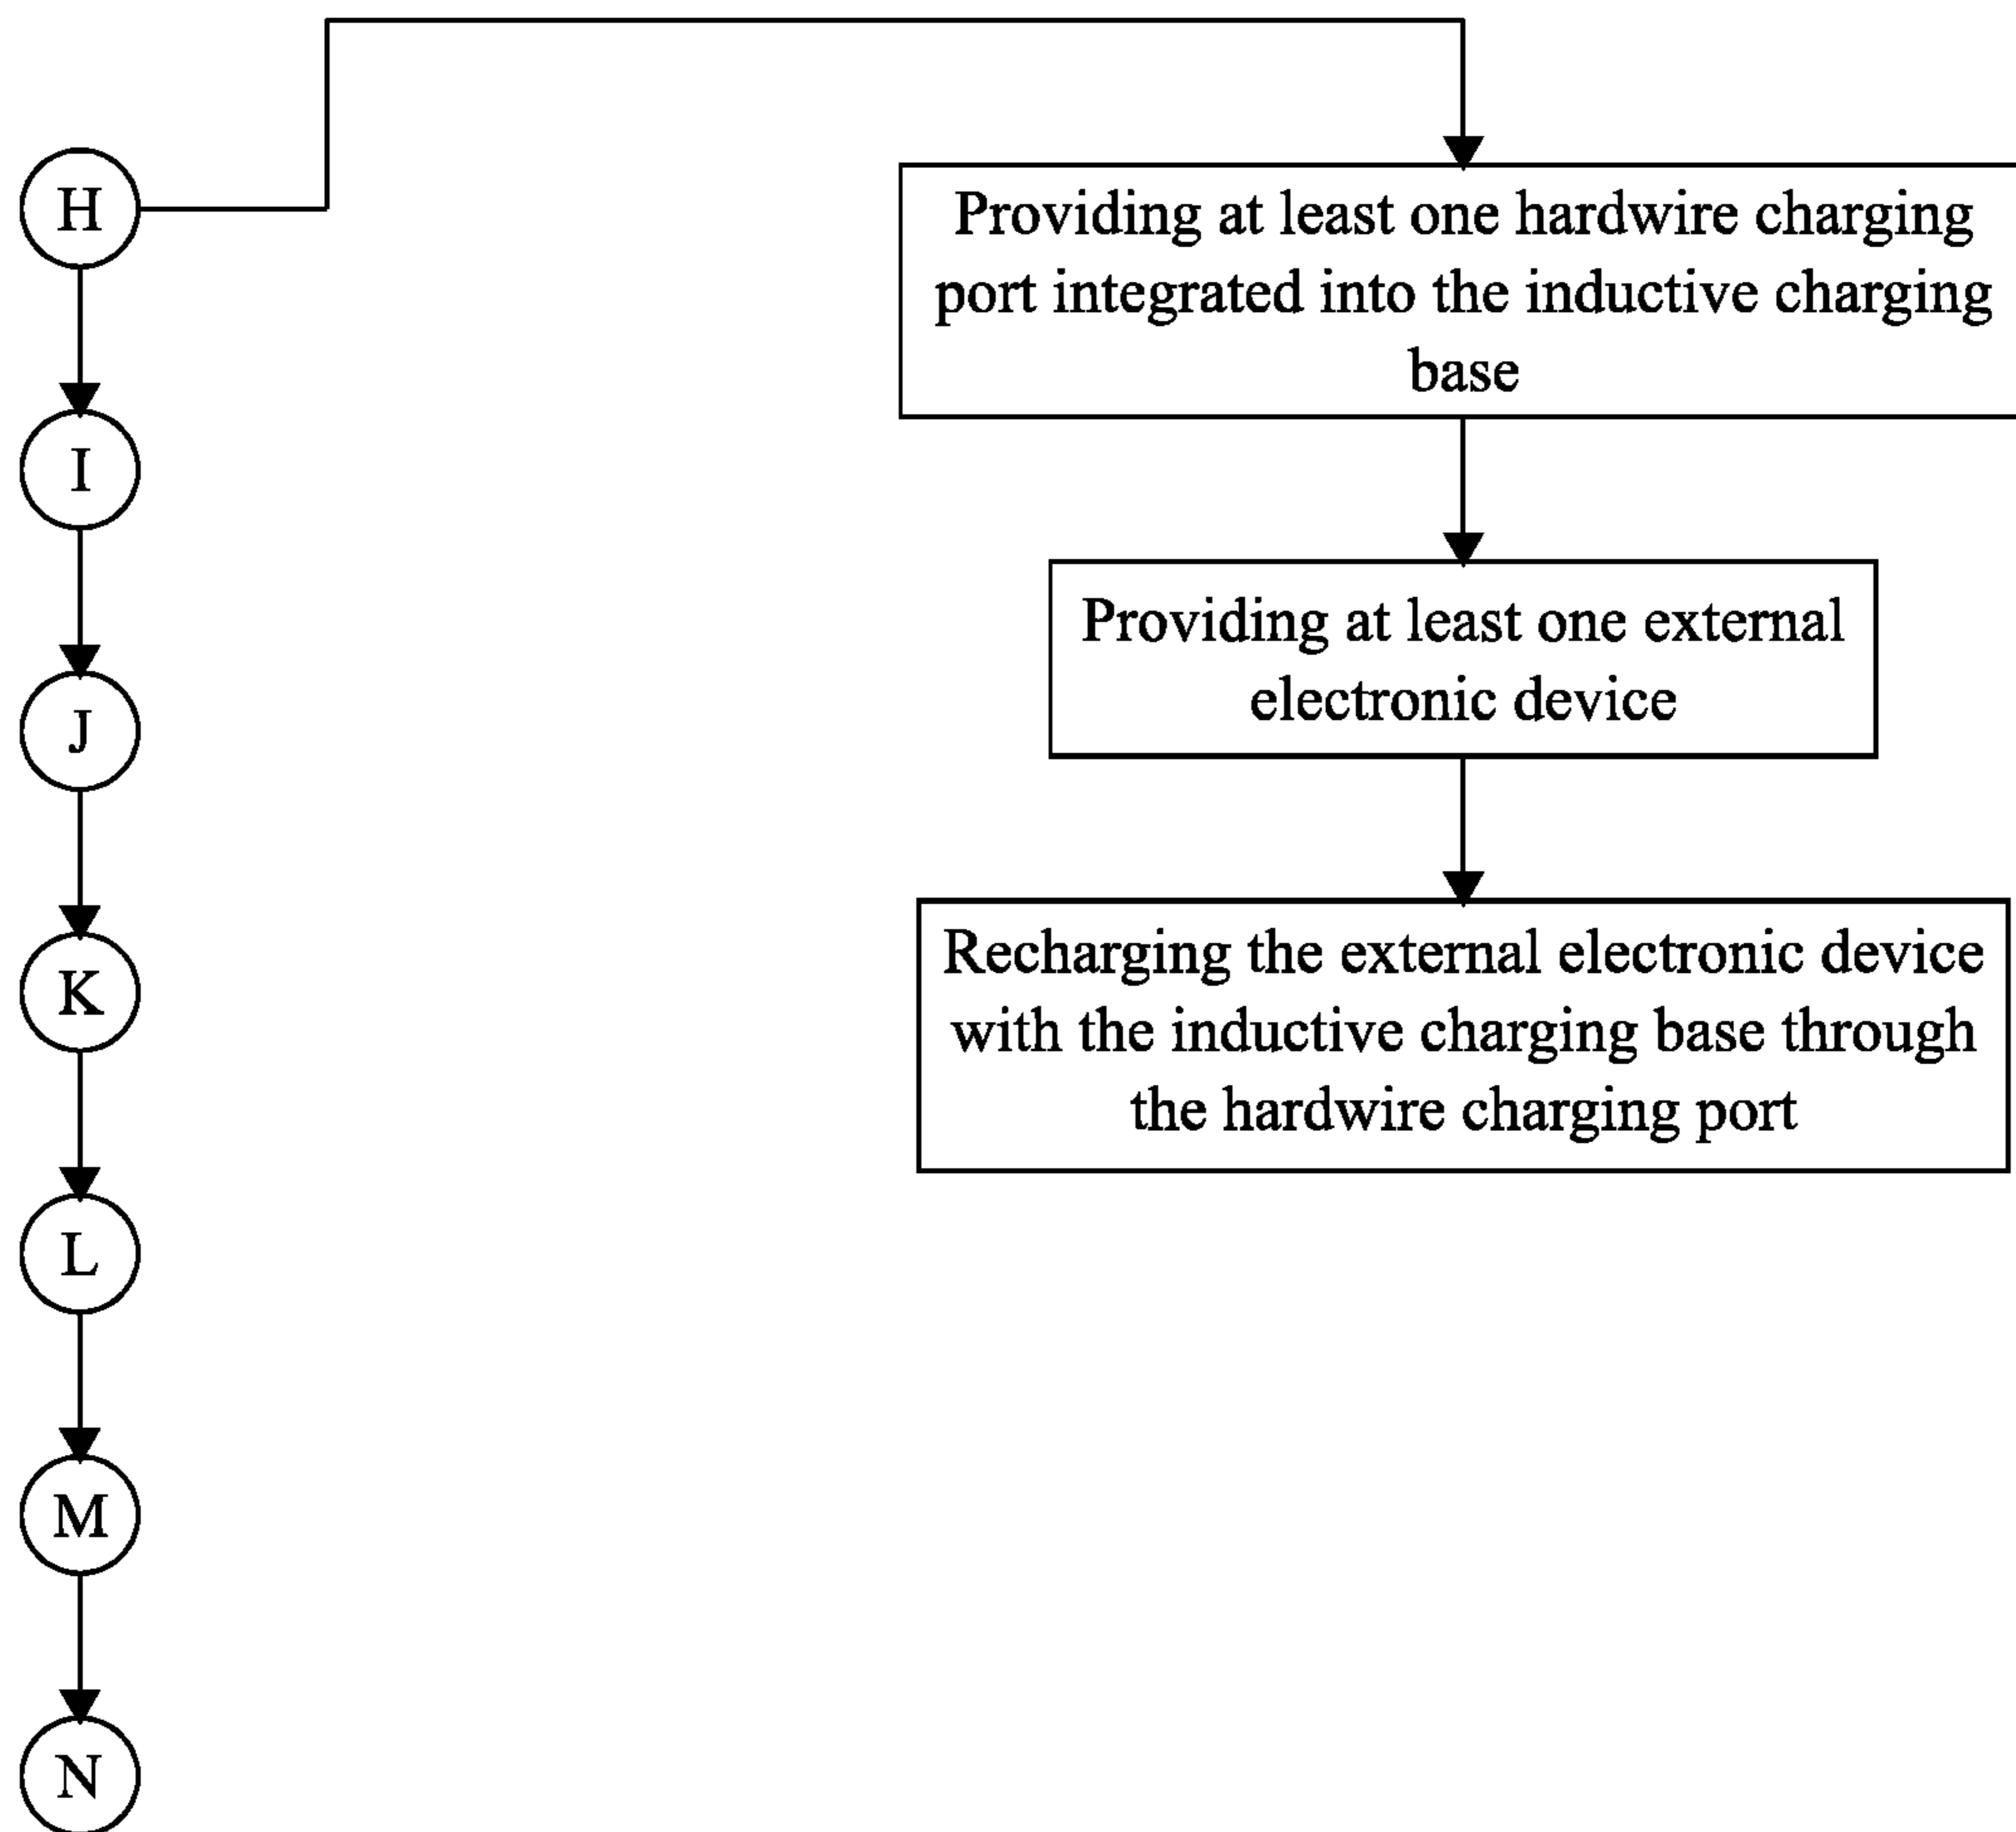 H
I
J
K
L
M
N
Providing at least one hardwire charging
port integrated into the inductive charging
base
Providing at least one external
electronic device
Recharging the external electronic device
with the inductive charging base through
the hardwire charging port